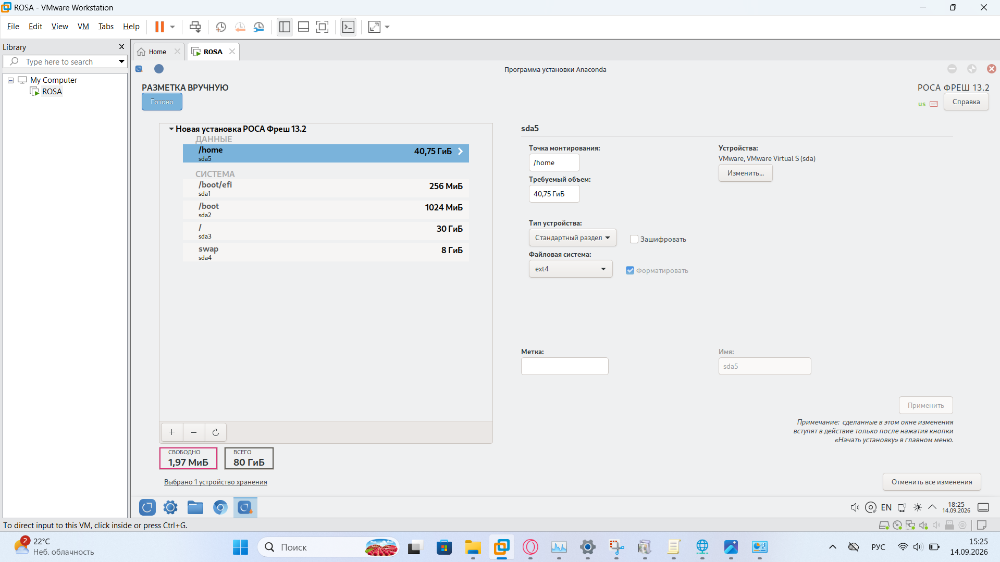 ROSA - VMware Workstation
File Edit View VM Tabs Help
Library
Type here to search
My Computer
ROSA
Home
ROSA
Программа установки Anaconda
РАЗМЕТКА ВРУЧНУЮ
РОСА ФРЕШ 13.2
Готово
us
Справка
Новая установка РОСА Фреш 13.2
ДАННЫЕ
/home
40,75 ГиБ
sda5
СИСТЕМА
/boot/efi
256 МиБ
sda1
/boot
1024 МиБ
sda2
/
30 ГиБ
sda3
swap
8 ГиБ
sda4
СВОБОДНО
1,97 МиБ
ВСЕГО
80 ГиБ
Выбрано 1 устройство хранения
sda5
Точка монтирования:
/home
Требуемый объем:
40,75 ГиБ
Устройства:
VMware, VMware Virtual S (sda)
Изменить...
Тип устройства:
Стандартный раздел
Зашифровать
Файловая система:
ext4
Форматировать
Метка:
Имя:
sda5
Применить
Примечание: сделанные в этом окне изменения
вступят в действие только после нажатия кнопки
«Начать установку» в главном меню.
Отменить все изменения
EN
18:25
14.09.2026
To direct input to this VM, click inside or press Ctrl+G.
2
22°C
Неб. облачность
Поиск
РУС
15:25
14.09.2026